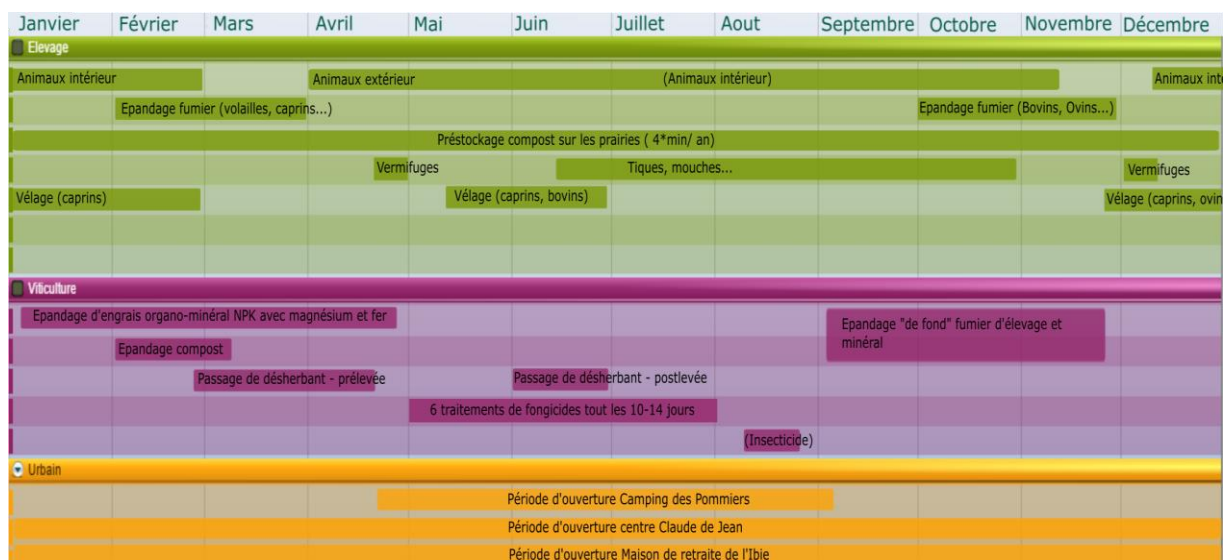 Janvier Février Mars Avril Mai Juin Juillet Aout Septembre Octobre Novembre Décembre
Elevage
Animaux intérieur Animaux extérieur (Animaux intérieur) Animaux inté
Epandage fumier (volailles, caprins...) Epandage fumier (Bovins, Ovins...)
Préstockage compost sur les prairies ( 4*min/ an)
Vermifuges Tiques, mouches... Vermifuges
Vélage (caprins) Vélage (caprins, bovins) Vélage (caprins, ovin
Viticulture
Epandage d'engrais organo-minéral NPK avec magnésium et fer Epandage "de fond" fumier d'élevage et
minéral
Epandage compost
Passage de désherbant - prélevée Passage de désherbant - postlevée
6 traitements de fongicides tout les 10-14 jours
(Insecticide)
Urbain
Période d'ouverture Camping des Pommiers
Période d'ouverture centre Claude de Jean
Période d'ouverture Maison de retraite de l'Ibie